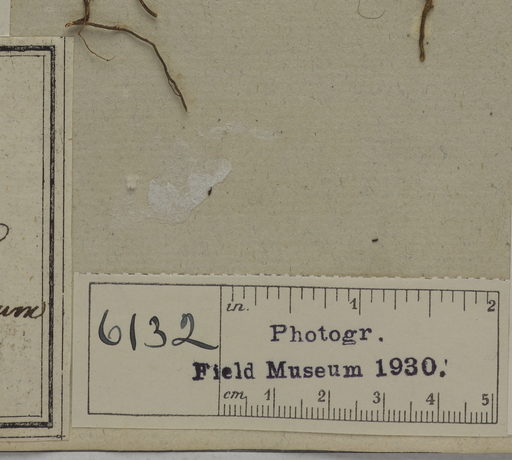 in. 1 2
6132
Photogr.
Field Museum 1930.
cm 1 2 3 4 5